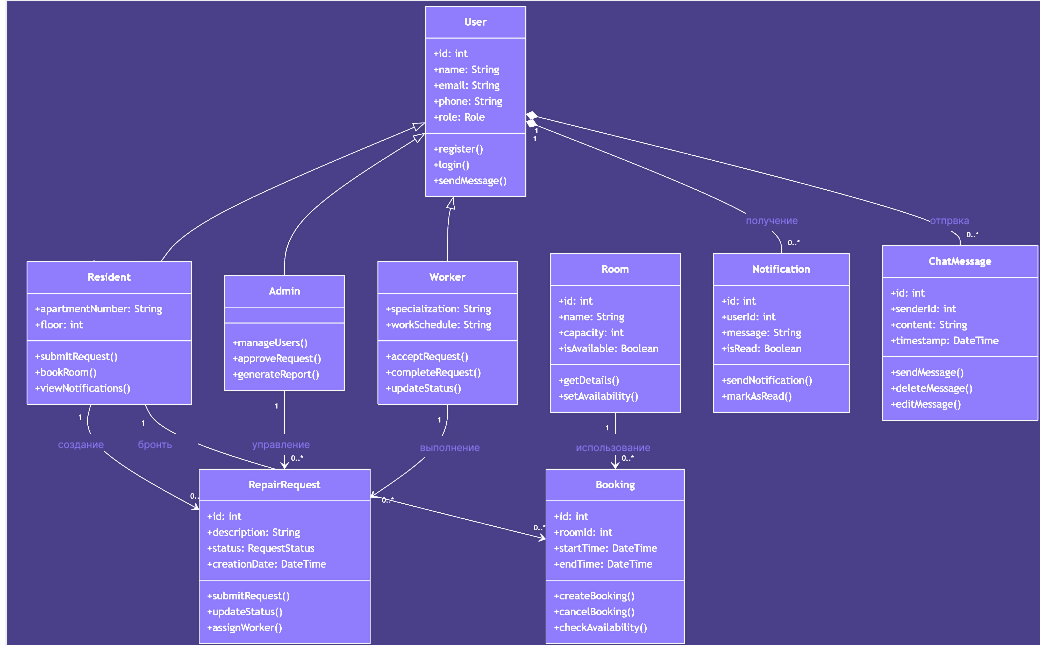 User
+id: int
+name: String
+email: String
+phone: String
+role: Role
+register()
+login()
+sendMessage()
1
1
получение
0..*
отпрвка
0..*
Resident
+apartmentNumber: String
+floor: int
+submitRequest()
+bookRoom()
+viewNotifications()
Admin
+manageUsers()
+approveRequest()
+generateReport()
Worker
+specialization: String
+workSchedule: String
+acceptRequest()
+completeRequest()
+updateStatus()
Room
+id: int
+name: String
+capacity: int
+isAvailable: Boolean
+getDetails()
+setAvailability()
Notification
+id: int
+userId: int
+message: String
+isRead: Boolean
+sendNotification()
+markAsRead()
ChatMessage
+id: int
+senderId: int
+content: String
+timestamp: DateTime
+sendMessage()
+deleteMessage()
+editMessage()
1
создание
0..
1
бронть
1
управление
0..*
1
выполнение
0..*
1
использование
0..*
0..*
RepairRequest
+id: int
+description: String
+status: RequestStatus
+creationDate: DateTime
+submitRequest()
+updateStatus()
+assignWorker()
Booking
+id: int
+roomId: int
+startTime: DateTime
+endTime: DateTime
+createBooking()
+cancelBooking()
+checkAvailability()